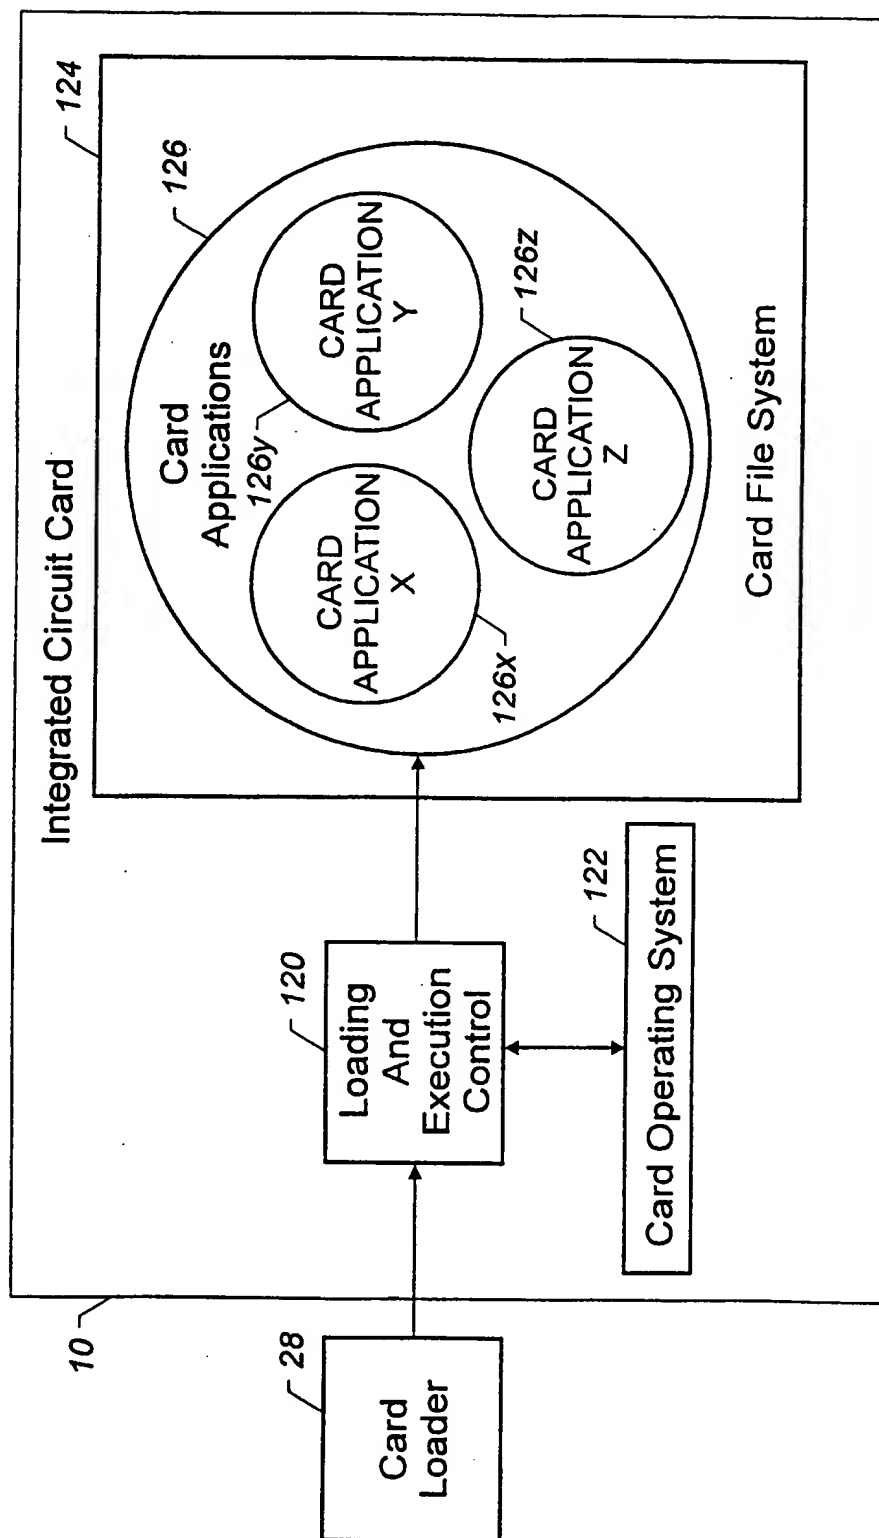 10
Integrated Circuit Card
28
Card
Loader
120
Loading
And
Execution
Control
122
Card Operating System
124
126
Card
Applications
126y
CARD
APPLICATION
X
126x
CARD
APPLICATION
Y
126z
CARD
APPLICATION
Z
Card File System